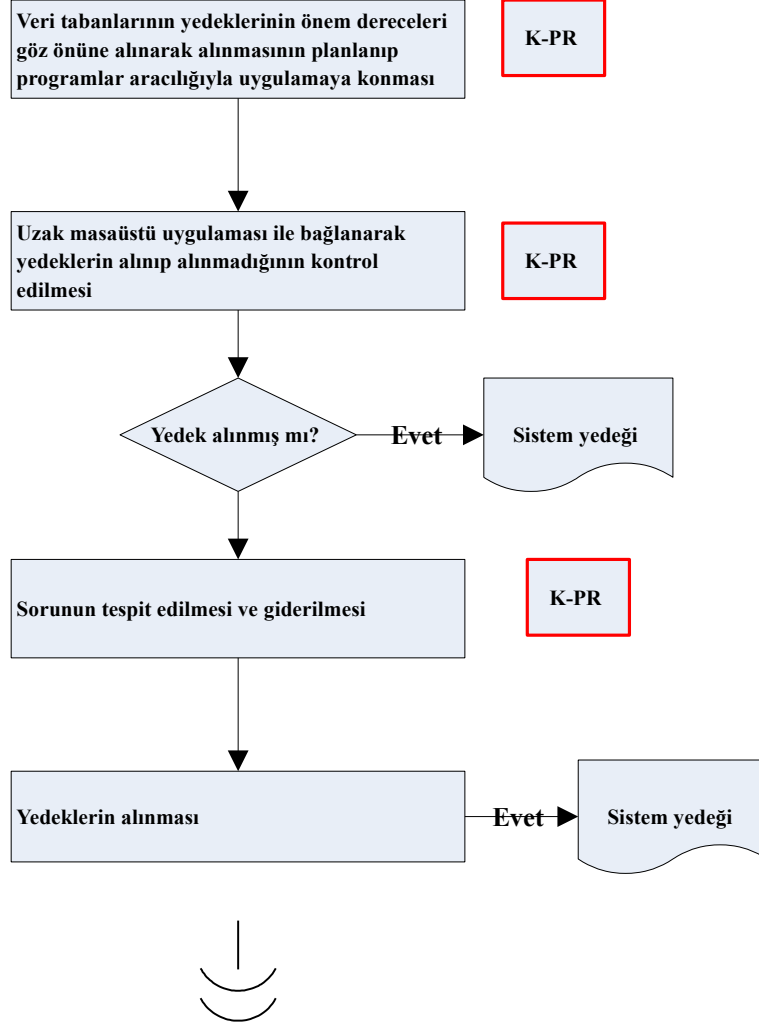 Veri tabanlarının yedeklerinin önem dereceleri
göz önüne alınarak alınmasının planlanıp
programlar aracılığıyla uygulamaya konması
K-PR
Uzak masaüstü uygulaması ile bağlanarak
yedeklerin alınıp alınmadığının kontrol
edilmesi
K-PR
Yedek alınmış mı?
Evet
Sistem yedeği
Sorunun tespit edilmesi ve giderilmesi
K-PR
Yedeklerin alınması
Evet
Sistem yedeği